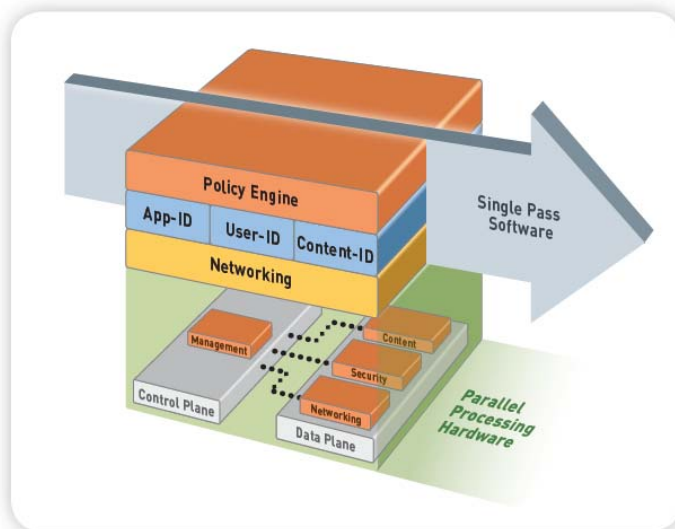 Policy Engine
App-ID
User-ID
Content-ID
Networking
Single Pass
Software
Management
Content
Security
Networking
Control Plane
Data Plane
Parallel
Processing
Hardware